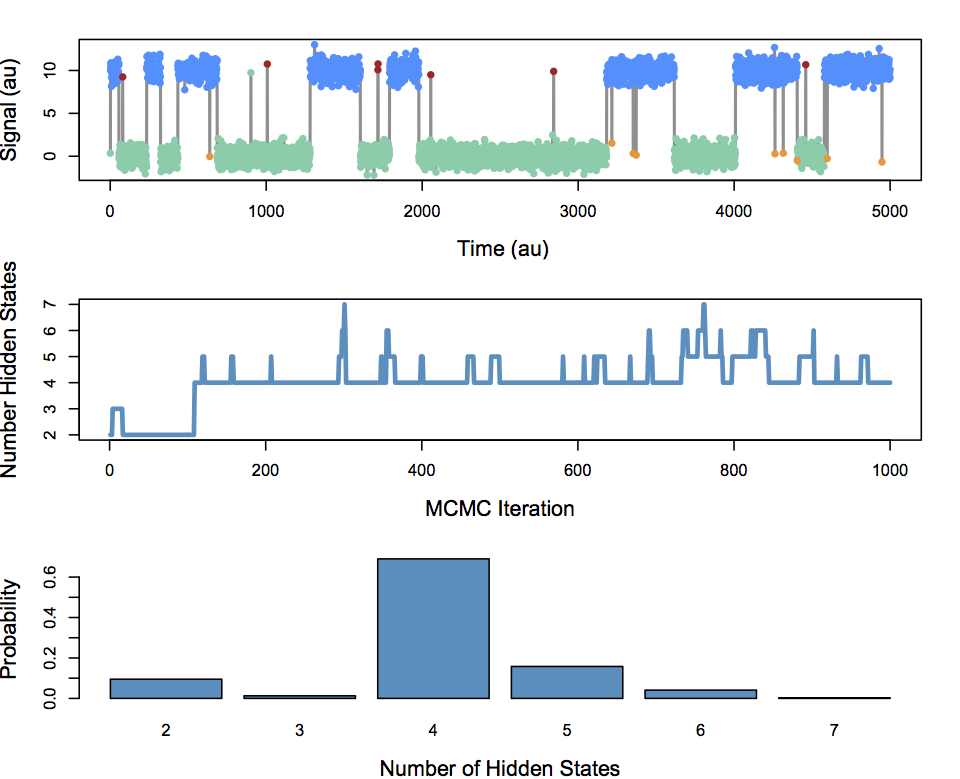 Signal (au)
10
5
0
0 1000 2000 3000 4000 5000
Time (au)
Number Hidden States
7
6
5
4
3
2
0 200 400 600 800 1000
MCMC Iteration
Probability
0.6
0.4
0.2
0.0
2 3 4 5 6 7
Number of Hidden States